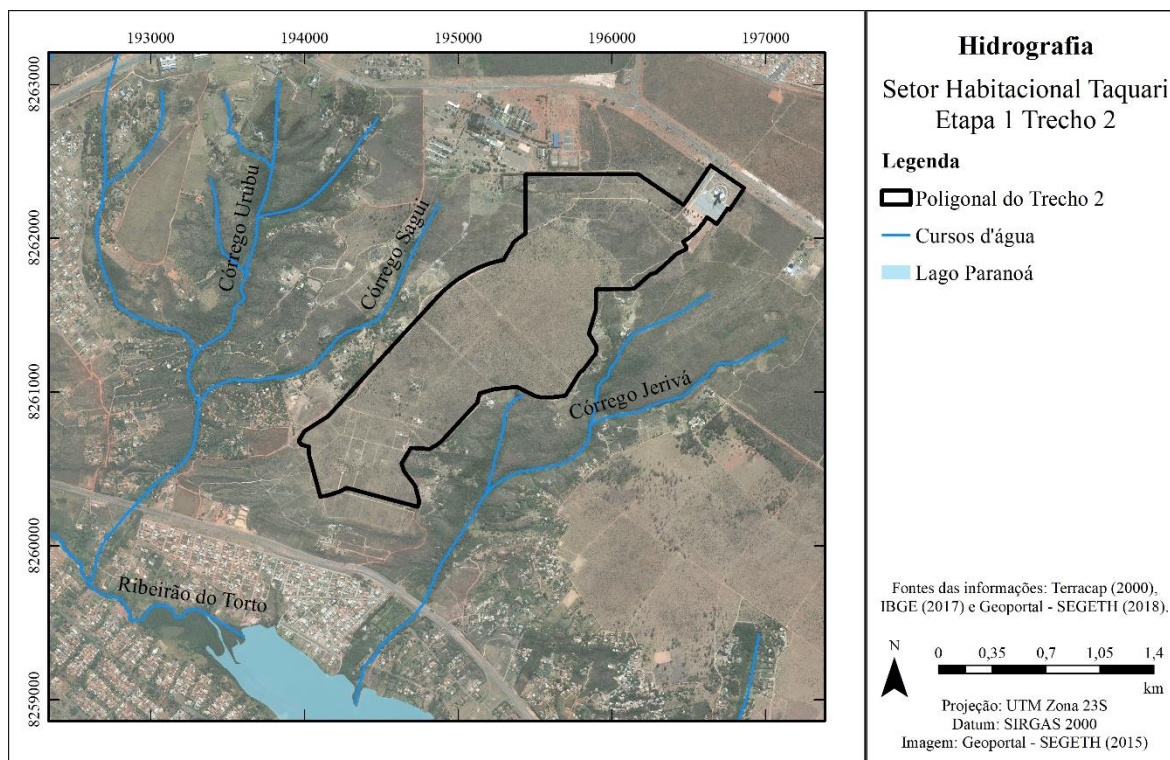 193000
194000
195000
196000
197000
8263000
8262000
8261000
8260000
8259000
Córrego Urubu
Córrego Sagui
Córrego Jerivá
Ribeirão do Torto
Hidrografia
Setor Habitacional Taquari
Etapa 1 Trecho 2
Legenda
Poligonal do Trecho 2
Cursos d'água
Lago Paranoá
Fontes das informações: Terracap (2000),
IBGE (2017) e Geoportal - SEGETH (2018).
N
0 0,35 0,7 1,05 1,4
km
Projeção: UTM Zona 23S
Datum: SIRGAS 2000
Imagem: Geoportal - SEGETH (2015)